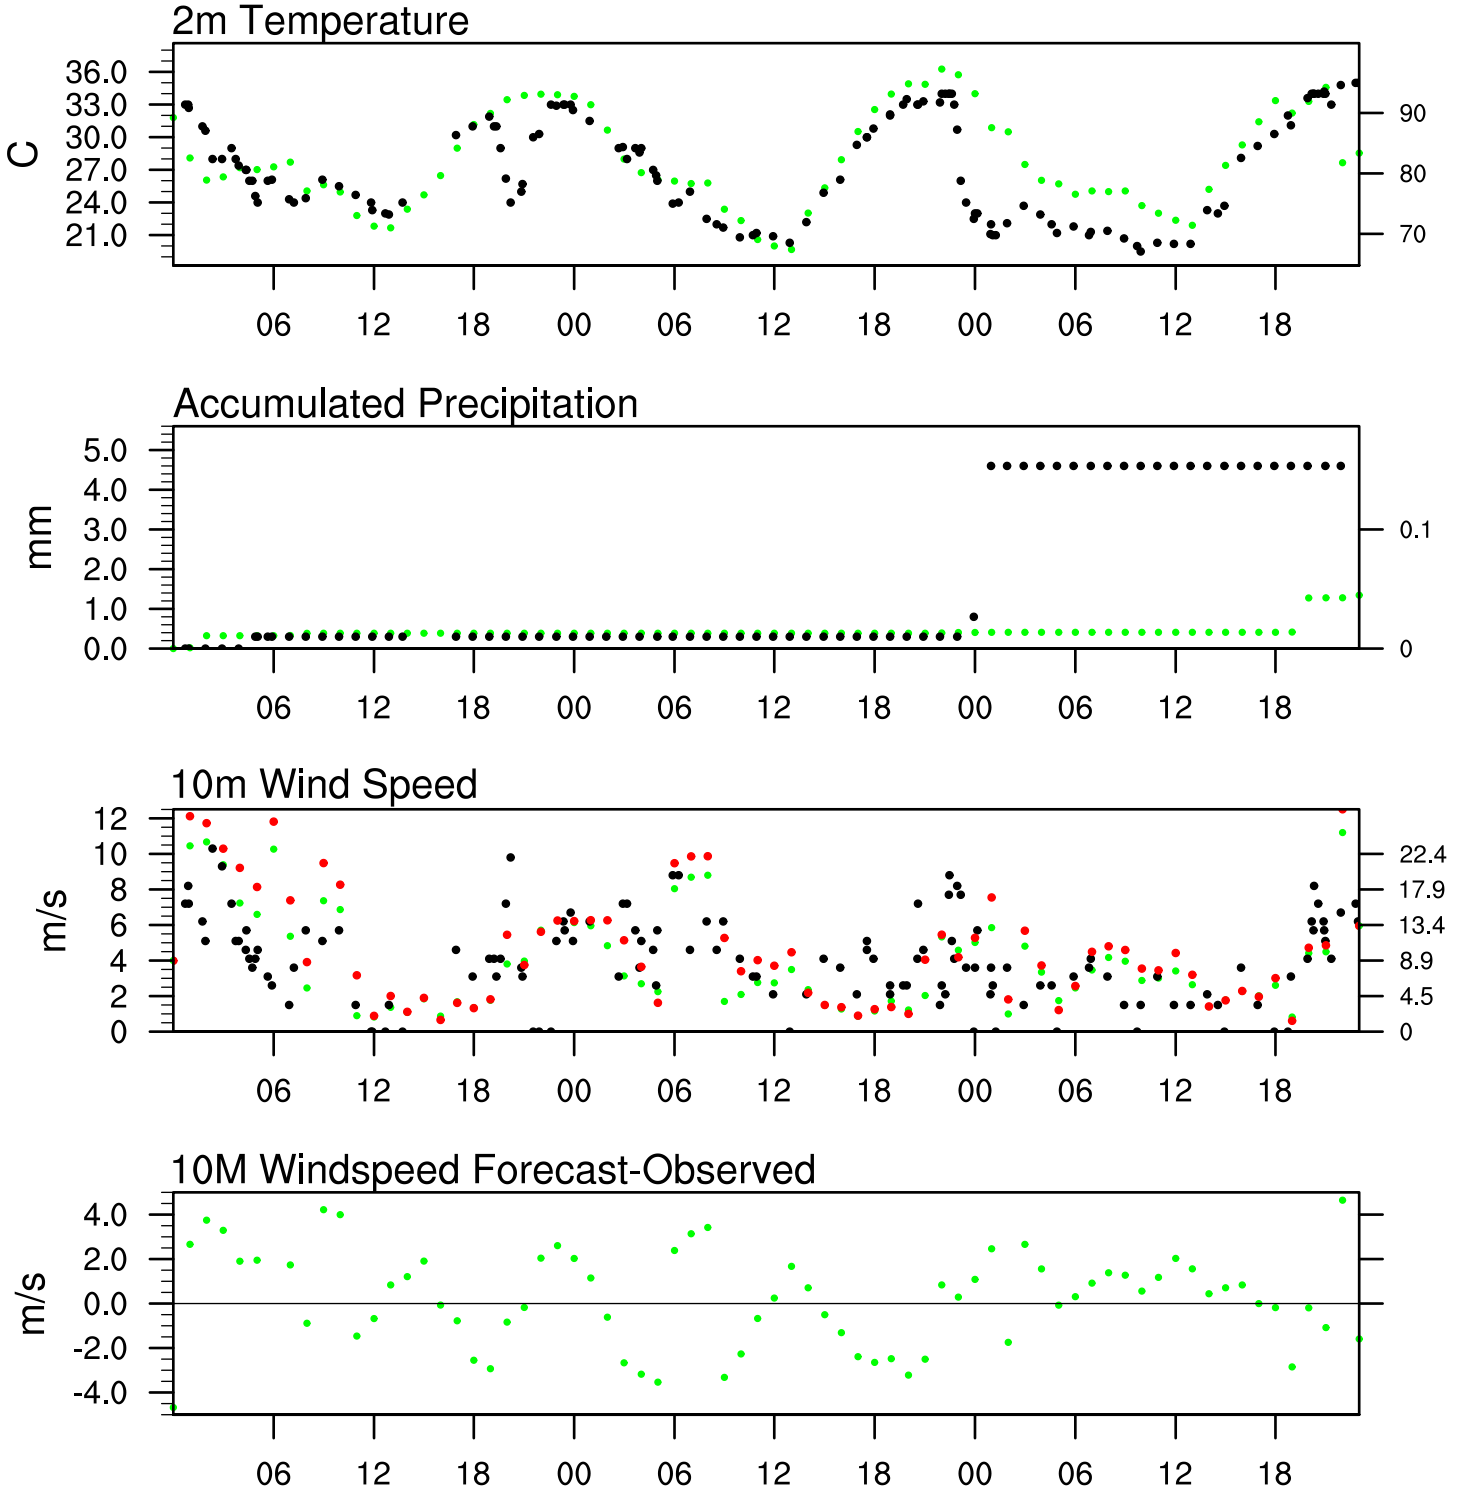 2m Temperature
C
36.0
33.0
30.0
27.0
24.0
21.0
90
80
70
06 12 18 00 06 12 18 00 06 12 18
Accumulated Precipitation
mm
5.0
4.0
3.0
2.0
1.0
0.0
0.1
0
06 12 18 00 06 12 18 00 06 12 18
10m Wind Speed
m/s
12
10
8
6
4
2
0
22.4
17.9
13.4
8.9
4.5
0
06 12 18 00 06 12 18 00 06 12 18
10M Windspeed Forecast-Observed
m/s
4.0
2.0
0.0
-2.0
-4.0
06 12 18 00 06 12 18 00 06 12 18